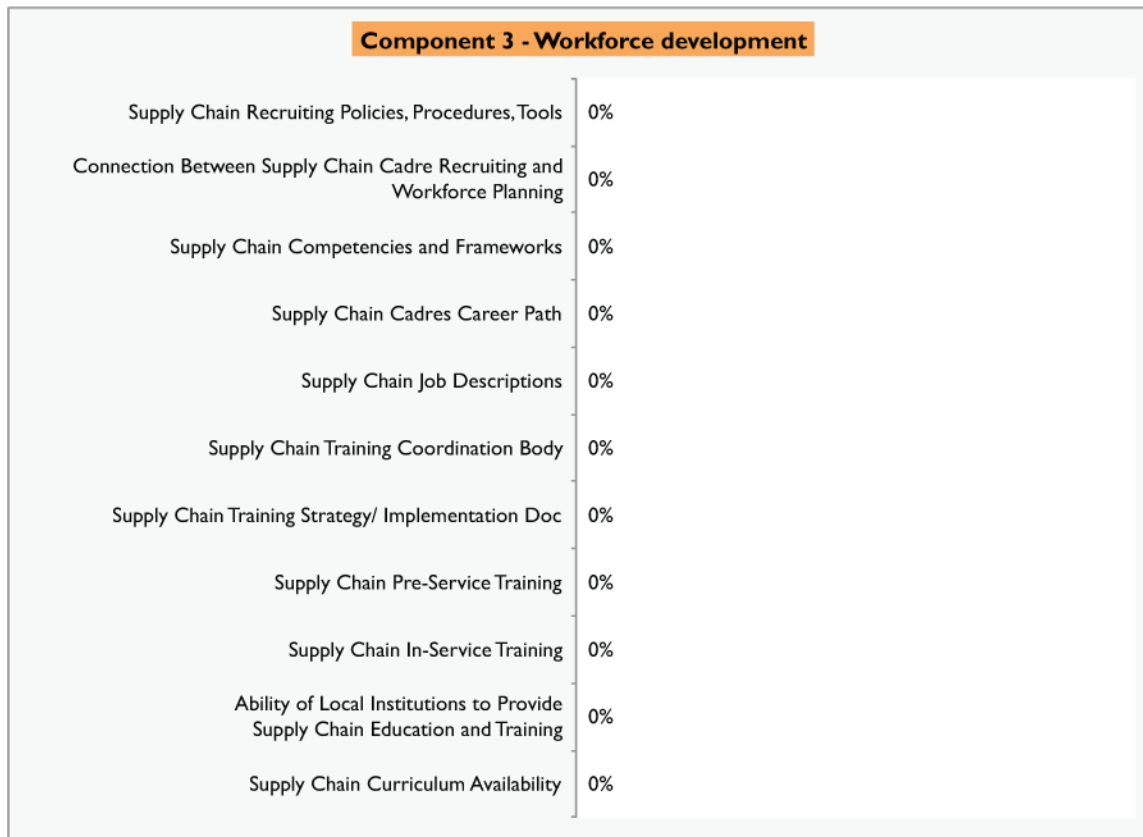 Component 3 - Workforce development
Supply Chain Recruiting Policies, Procedures, Tools
0%
Connection Between Supply Chain Cadre Recruiting and
Workforce Planning
0%
Supply Chain Competencies and Frameworks
0%
Supply Chain Cadres Career Path
0%
Supply Chain Job Descriptions
0%
Supply Chain Training Coordination Body
0%
Supply Chain Training Strategy/ Implementation Doc
0%
Supply Chain Pre-Service Training
0%
Supply Chain In-Service Training
0%
Ability of Local Institutions to Provide
Supply Chain Education and Training
0%
Supply Chain Curriculum Availability
0%